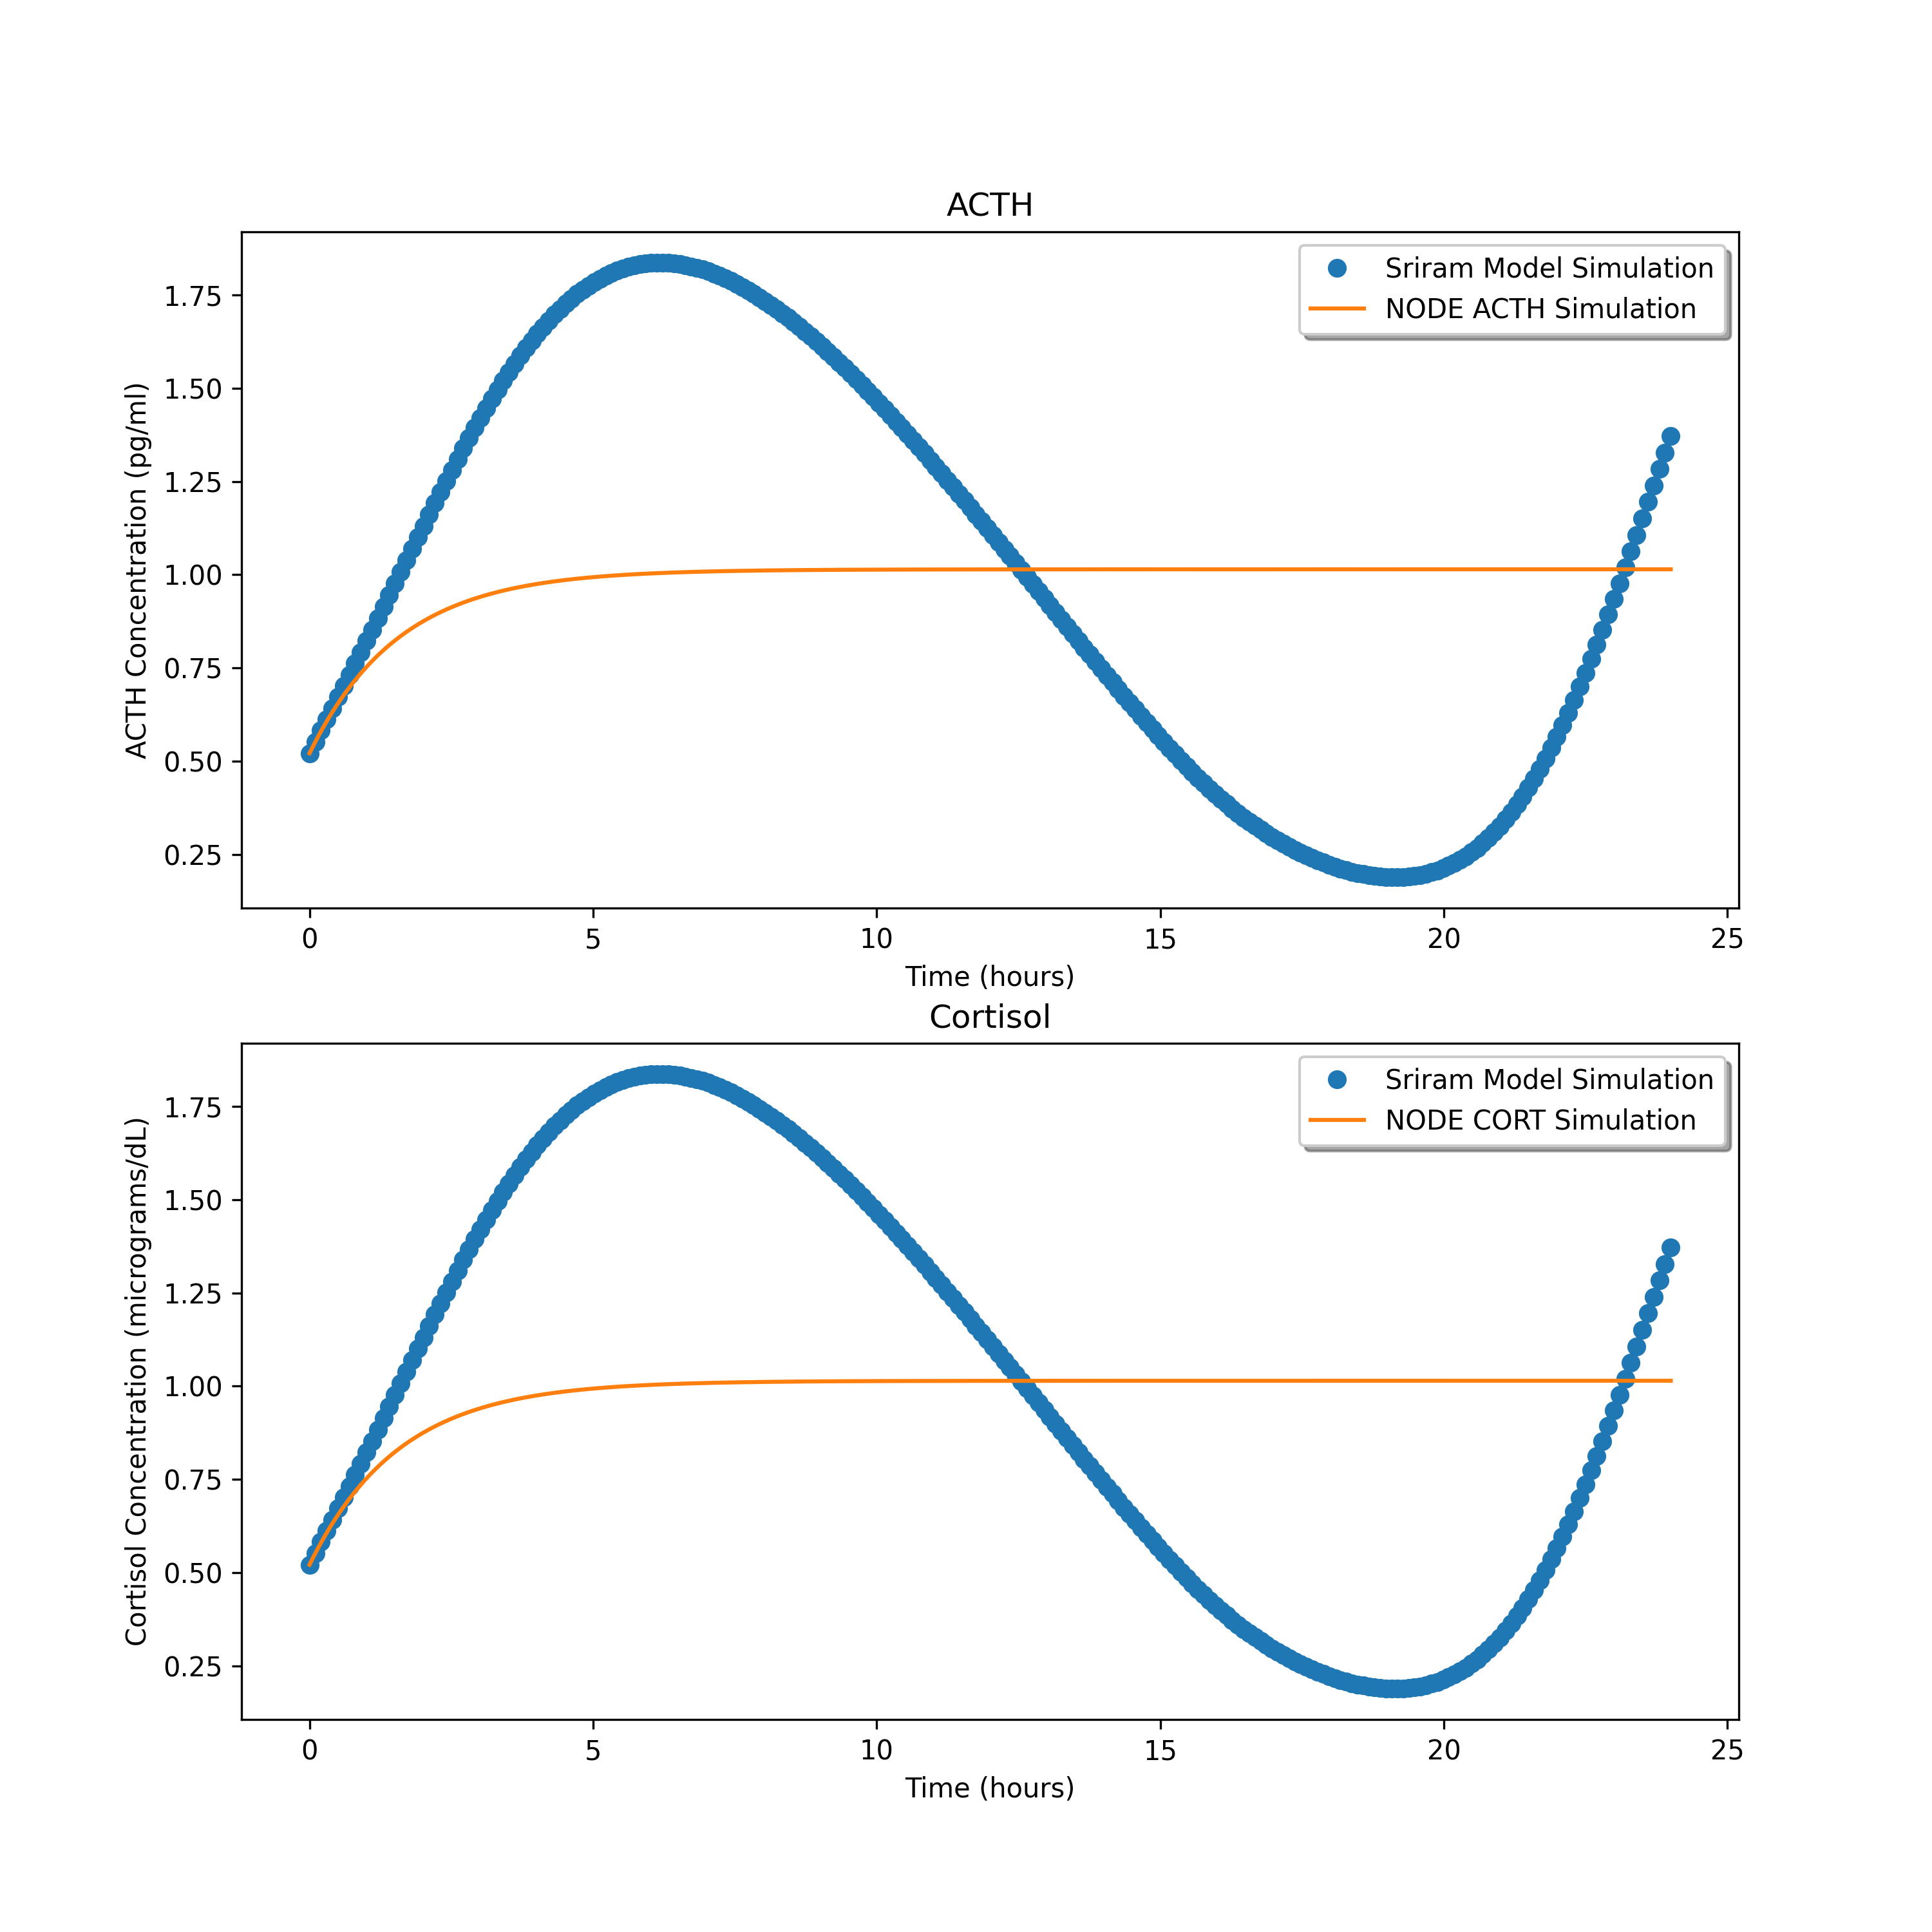 ACTH
Sriram Model Simulation
NODE ACTH Simulation
ACTH Concentration (pg/ml)
1.75
1.50
1.25
1.00
0.75
0.50
0.25
0 5 10 15 20 25
Time (hours)
Cortisol
Sriram Model Simulation
NODE CORT Simulation
Cortisol Concentration (micrograms/dL)
1.75
1.50
1.25
1.00
0.75
0.50
0.25
0 5 10 15 20 25
Time (hours)